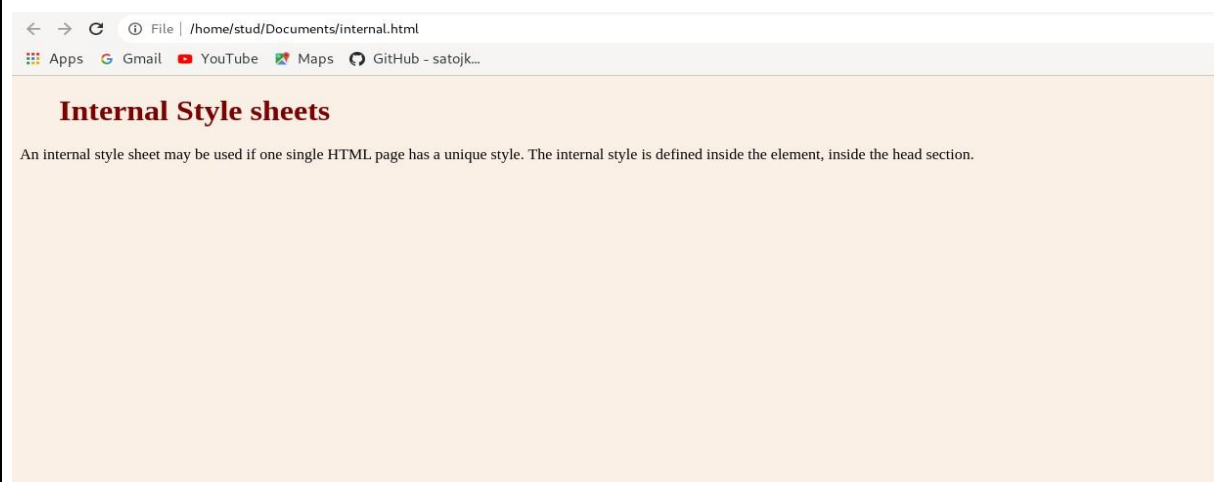 File | /home/stud/Documents/internal.html
Apps Gmail YouTube Maps GitHub - satojk...
Internal Style sheets
An internal style sheet may be used if one single HTML page has a unique style. The internal style is defined inside the element, inside the head section.